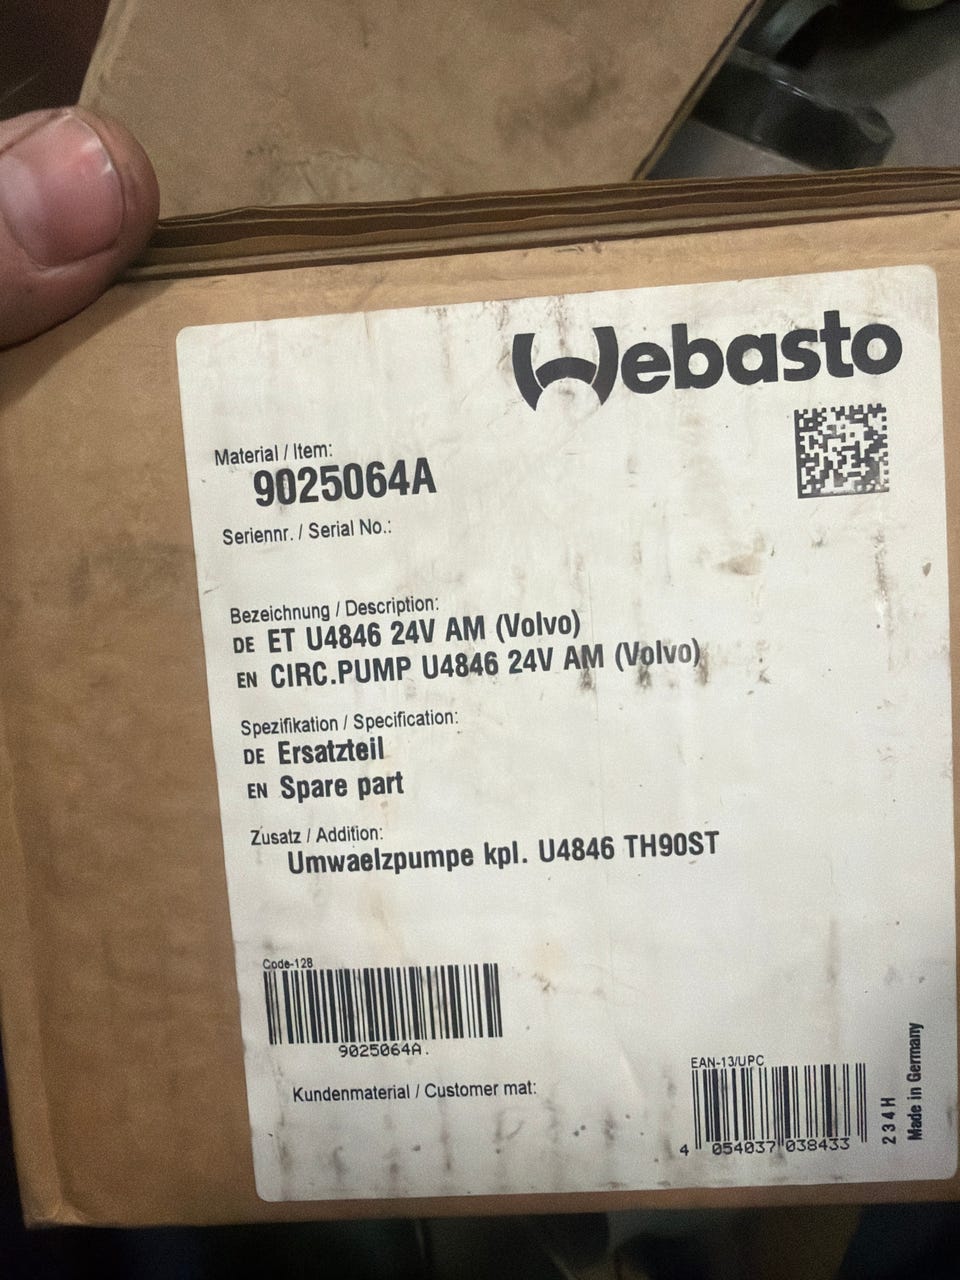 Webasto
Material / Item:
9025064A
Seriennr. / Serial No.:
Bezeichnung / Description:
DE ET U4846 24V AM (Volvo)
EN CIRC.PUMP U4846 24V AM (Volvo)
Spezifikation / Specification:
DE Ersatzteil
EN Spare part
Zusatz / Addition:
Umwaelzpumpe kpl. U4846 TH90ST
Code-128
9025064A.
Kundenmaterial / Customer mat:
EAN-13/UPC
4 054037 038433
234H
Made in Germany